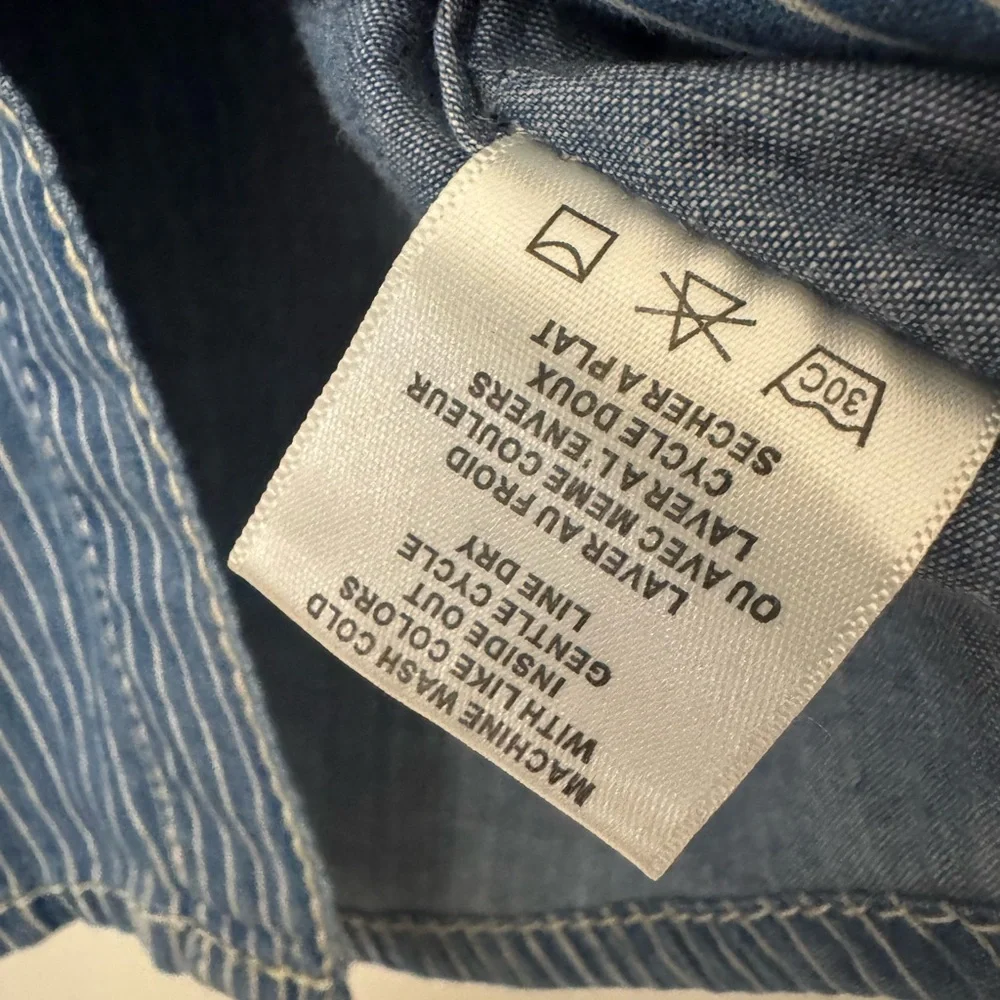 MACHINE WASH COLD
WITH LIKE COLORS
INSIDE OUT
GENTLE CYCLE
LINE DRY
LAVER AU FROID
OU AVEC MEME COULEUR
LAVER A L'ENVERS
CYCLE DOUX
SECHER A PLAT
30C